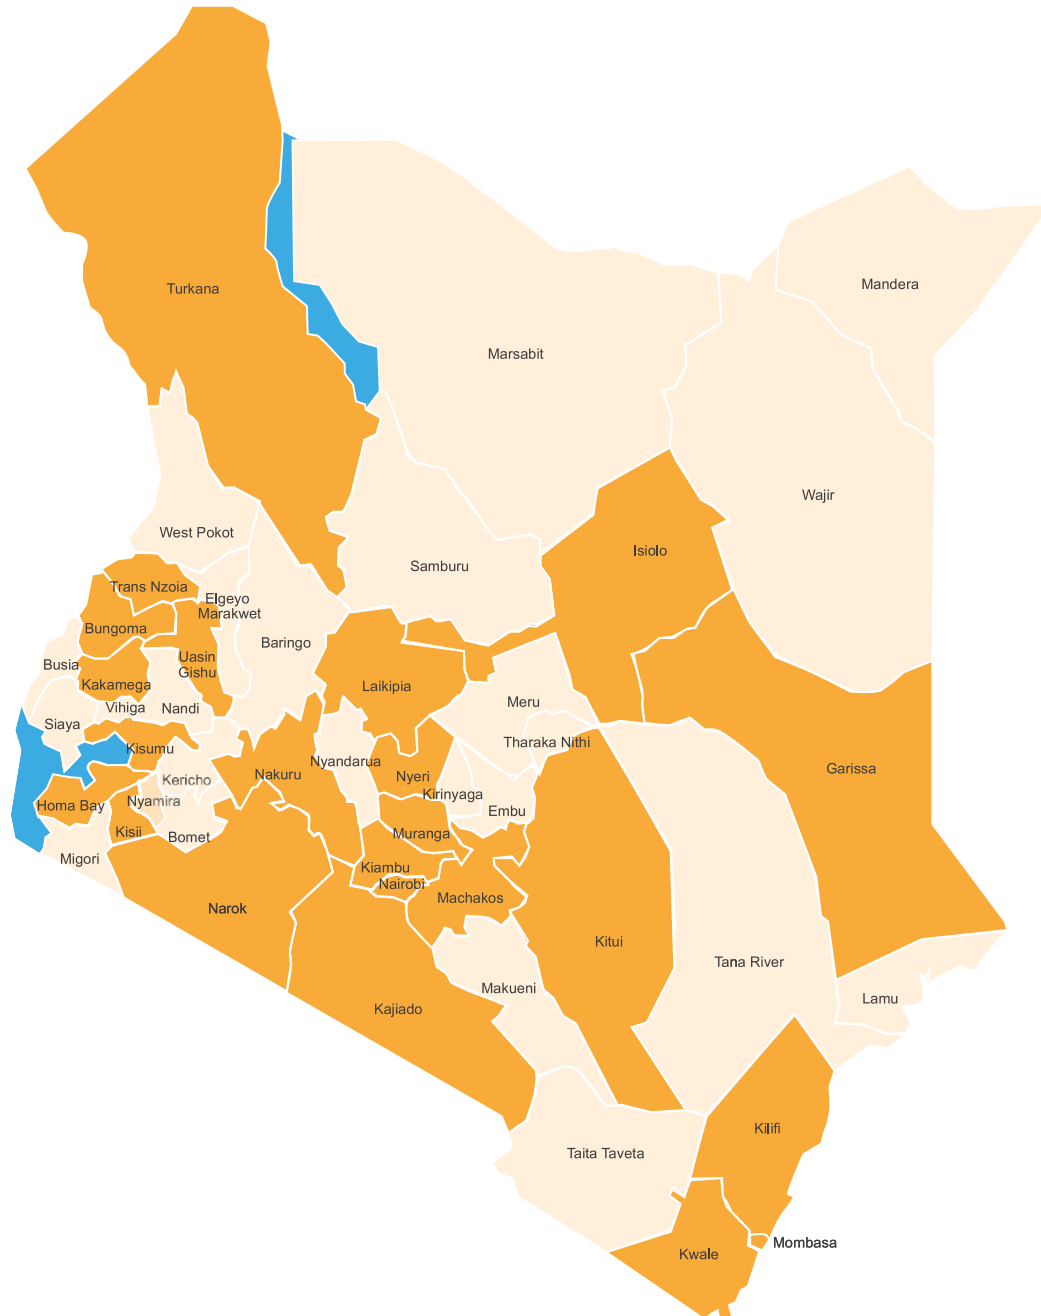 Turkana
Mandera
Marsabit
Wajir
West Pokot
Isiolo
Samburu
Trans Nzoia
Elgeyo
Marakwet
Bungoma
Baringo
Busia
Uasin
Gishu
Kakamega
Laikipia
Vihiga
Nandi
Meru
Siaya
Kisumu
Tharaka Nithi
Nyandarua
Garissa
Nakuru
Nyeri
Kericho
Kirinyaga
Nyamira
Homa Bay
Embu
Kisii
Bomet
Muranga
Migori
Kiambu
Nairobi
Machakos
Narok
Kitui
Tana River
Makueni
Lamu
Kajiado
Kilifi
Taita Taveta
Mombasa
Kwale